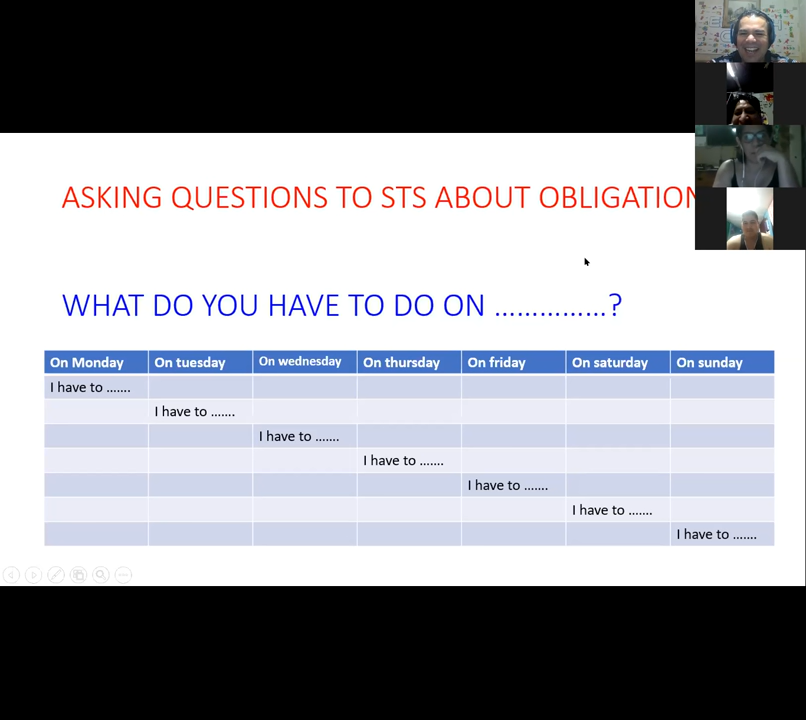 ASKING QUESTIONS TO STS ABOUT OBLIGATION
WHAT DO YOU HAVE TO DO ON ...............?
On Monday On tuesday On wednesday On thursday On friday On saturday On sunday
I have to .......
I have to .......
I have to .......
I have to .......
I have to .......
I have to .......
I have to .......